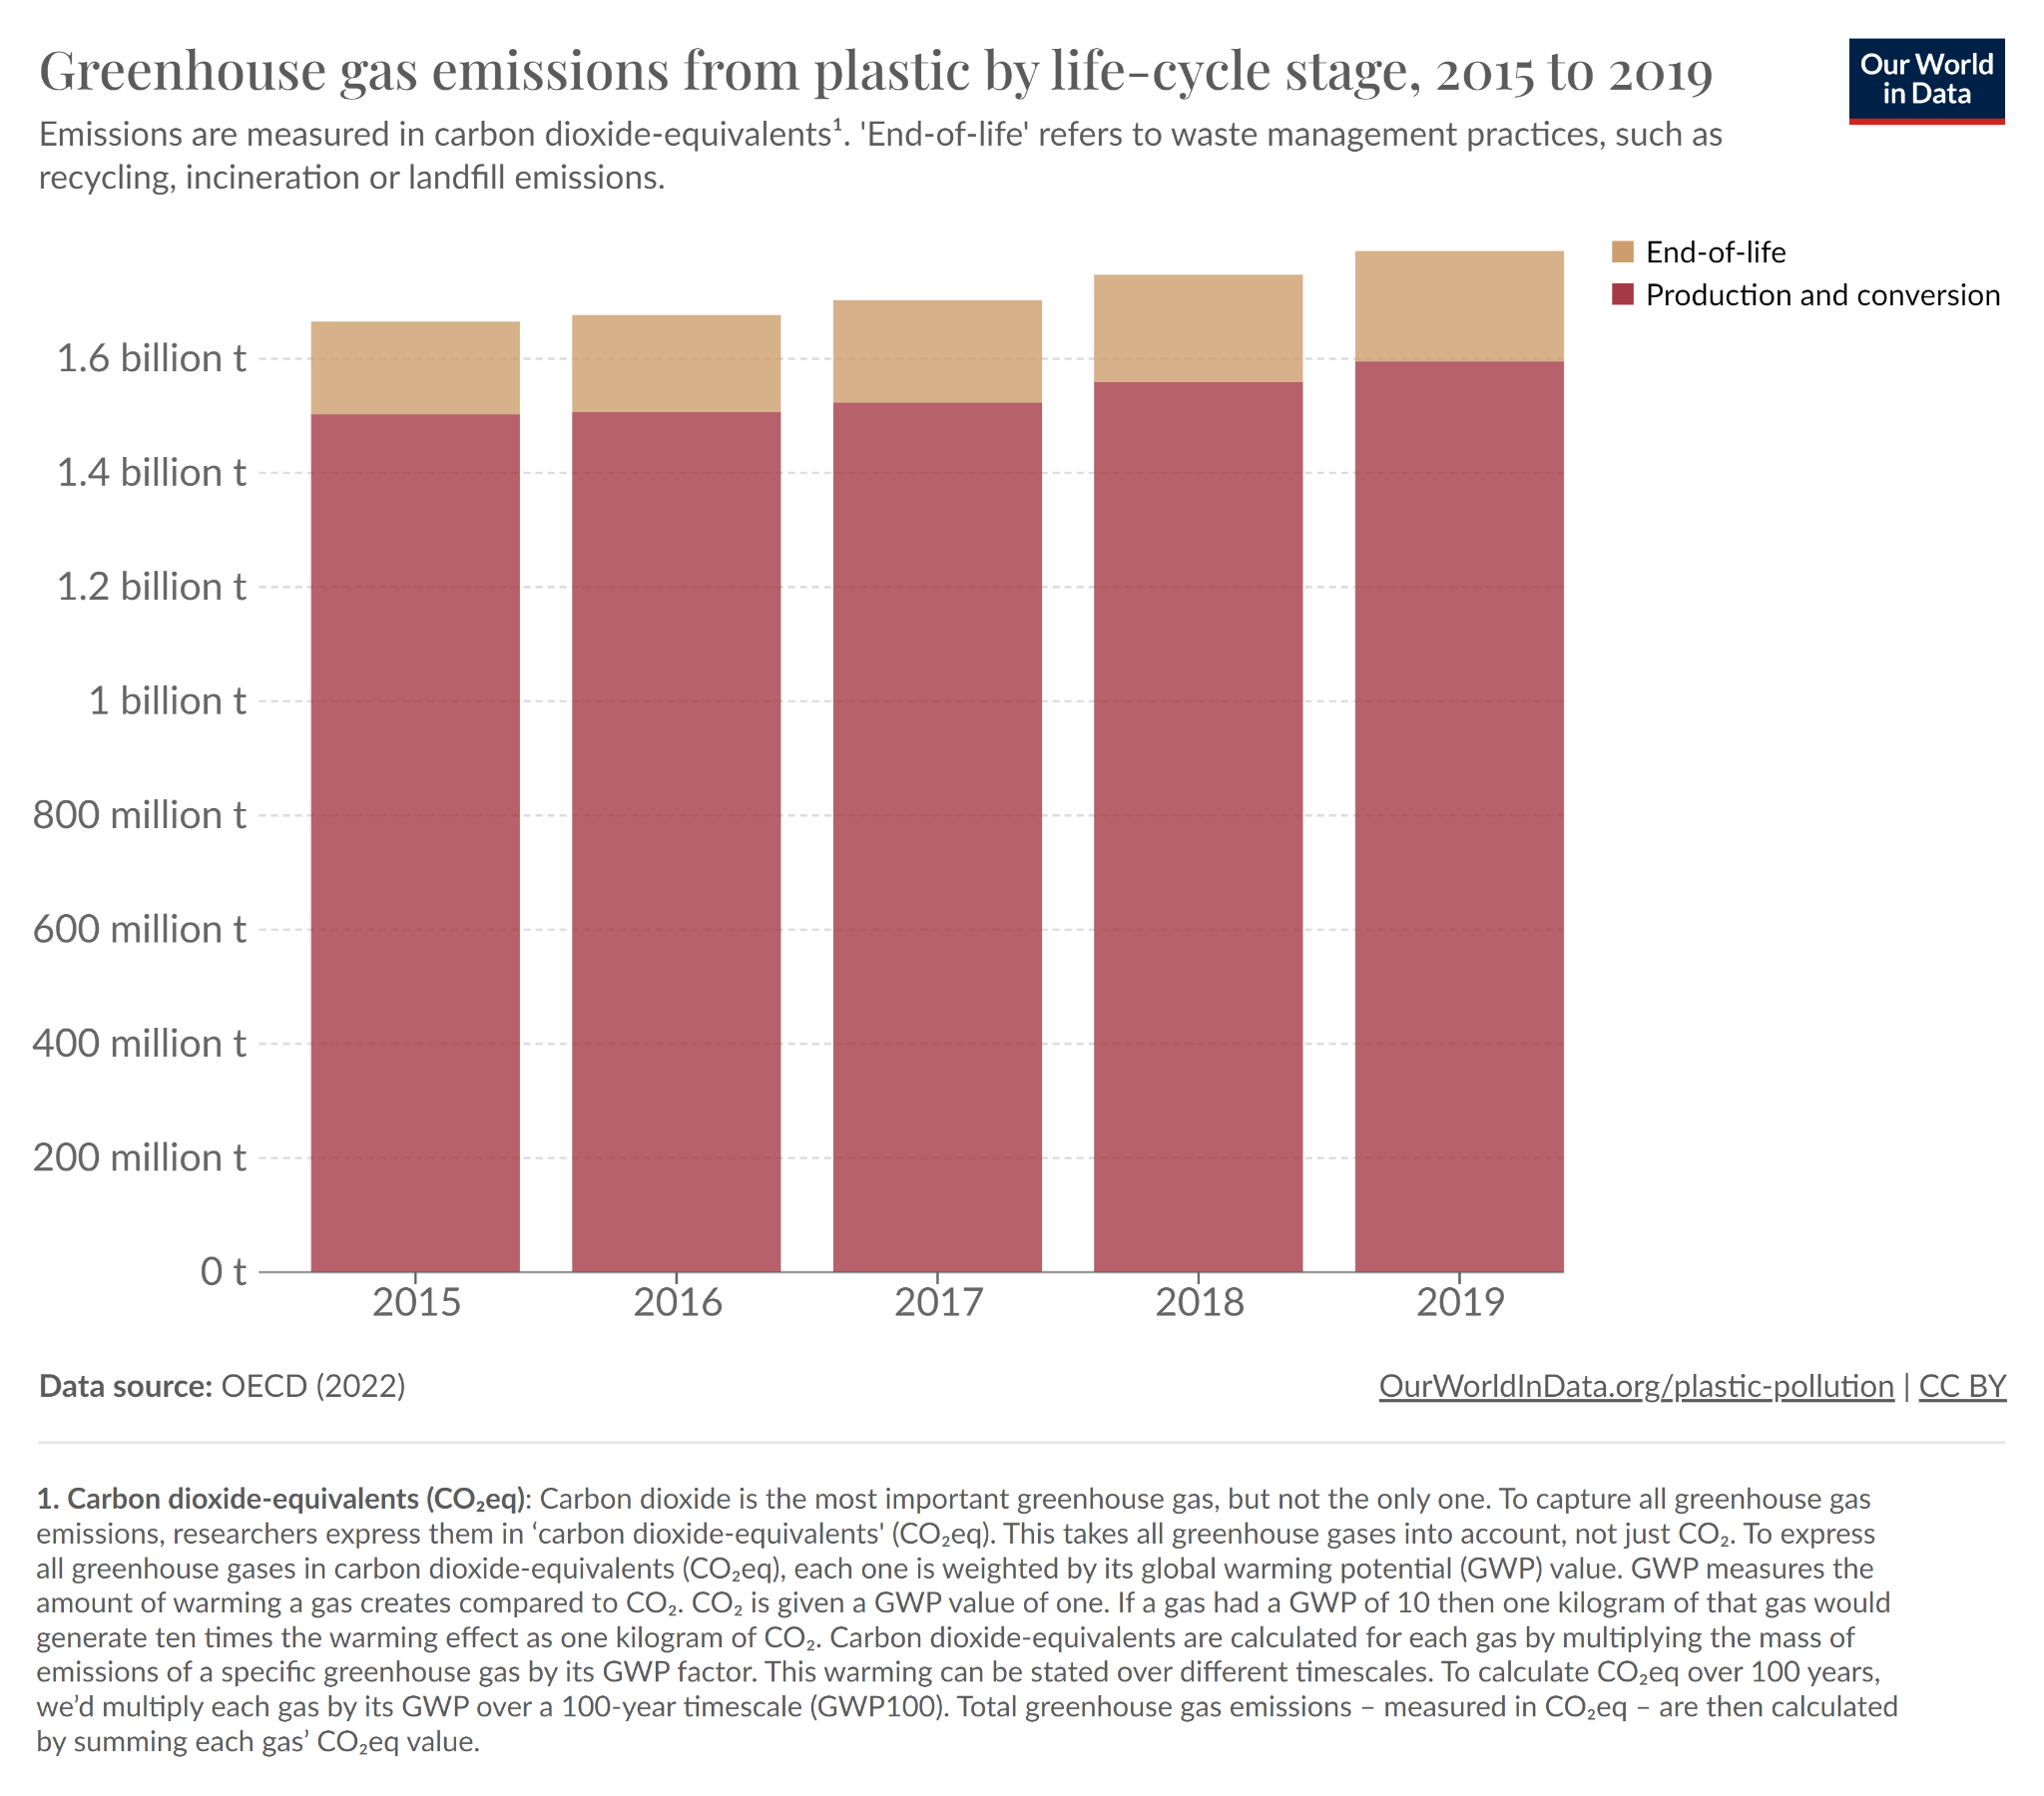 Greenhouse gas emissions from plastic by life-cycle stage, 2015 to 2019
Our World
in Data
Emissions are measured in carbon dioxide-equivalents¹. 'End-of-life' refers to waste management practices, such as
recycling, incineration or landfill emissions.
End-of-life
Production and conversion
1.6 billion t
1.4 billion t
1.2 billion t
1 billion t
800 million t
600 million t
400 million t
200 million t
0 t
2015 2016 2017 2018 2019
Data source: OECD (2022)
OurWorldInData.org/plastic-pollution | CC BY
1. Carbon dioxide-equivalents (CO₂eq): Carbon dioxide is the most important greenhouse gas, but not the only one. To capture all greenhouse gas
emissions, researchers express them in ‘carbon dioxide-equivalents' (CO₂eq). This takes all greenhouse gases into account, not just CO₂. To express
all greenhouse gases in carbon dioxide-equivalents (CO₂eq), each one is weighted by its global warming potential (GWP) value. GWP measures the
amount of warming a gas creates compared to CO₂. CO₂ is given a GWP value of one. If a gas had a GWP of 10 then one kilogram of that gas would
generate ten times the warming effect as one kilogram of CO₂. Carbon dioxide-equivalents are calculated for each gas by multiplying the mass of
emissions of a specific greenhouse gas by its GWP factor. This warming can be stated over different timescales. To calculate CO₂eq over 100 years,
we’d multiply each gas by its GWP over a 100-year timescale (GWP100). Total greenhouse gas emissions – measured in CO₂eq – are then calculated
by summing each gas’ CO₂eq value.